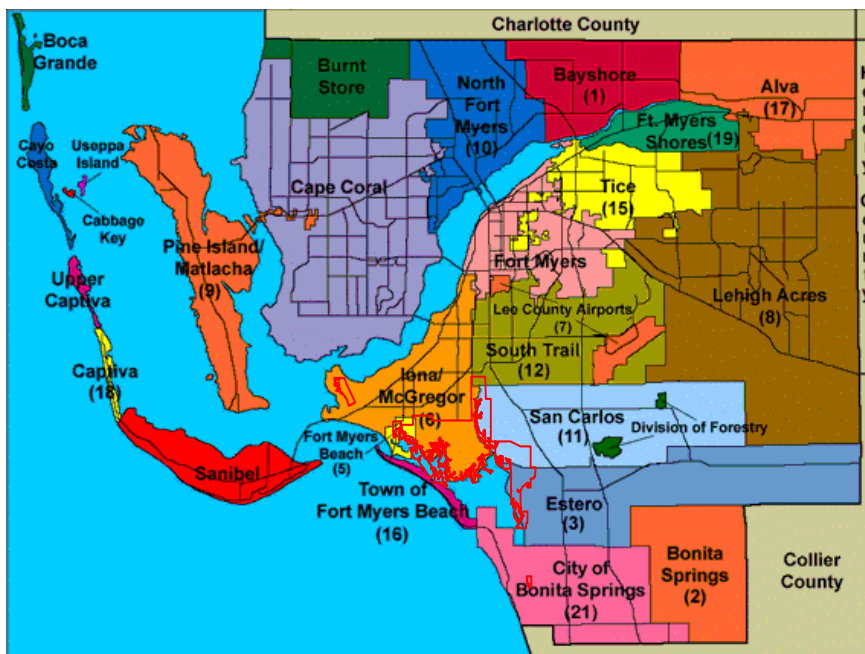 Charlotte County
Boca
Grande
Burnt
Store
North
Fort
Myers
(10)
Bayshore
(1)
Alva
(17)
Ft. Myers
Shores (19)
Cayo
Costa
Useppa
Island
Cabbage
Key
Cape Coral
Tice
(15)
Pine Island/
Matlacha
(9)
Fort Myers
Upper
Captiva
Lehigh Acres
(8)
Lee County Airports
(7)
South Trail
(12)
Captiva
(18)
Iona/
McGregor
(6)
San Carlos
(11)
Division of Forestry
Fort Myers
Beach
(5)
Sanibel
Town of
Fort Myers Beach
(16)
Estero
(3)
City of
Bonita Springs
(21)
Bonita
Springs
(2)
Collier
County